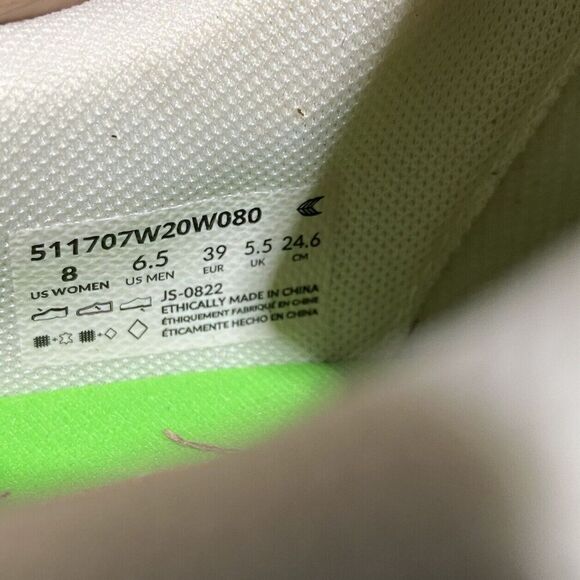 511707W20W080
8 6.5 39 5.5 24.6
US WOMEN US MEN EUR UK CM
JS-0822
ETHICALLY MADE IN CHINA
ÉTHIQUEMENT FABRIQUÉ EN CHINE
ÉTICAMENTE HECHO EN CHINA